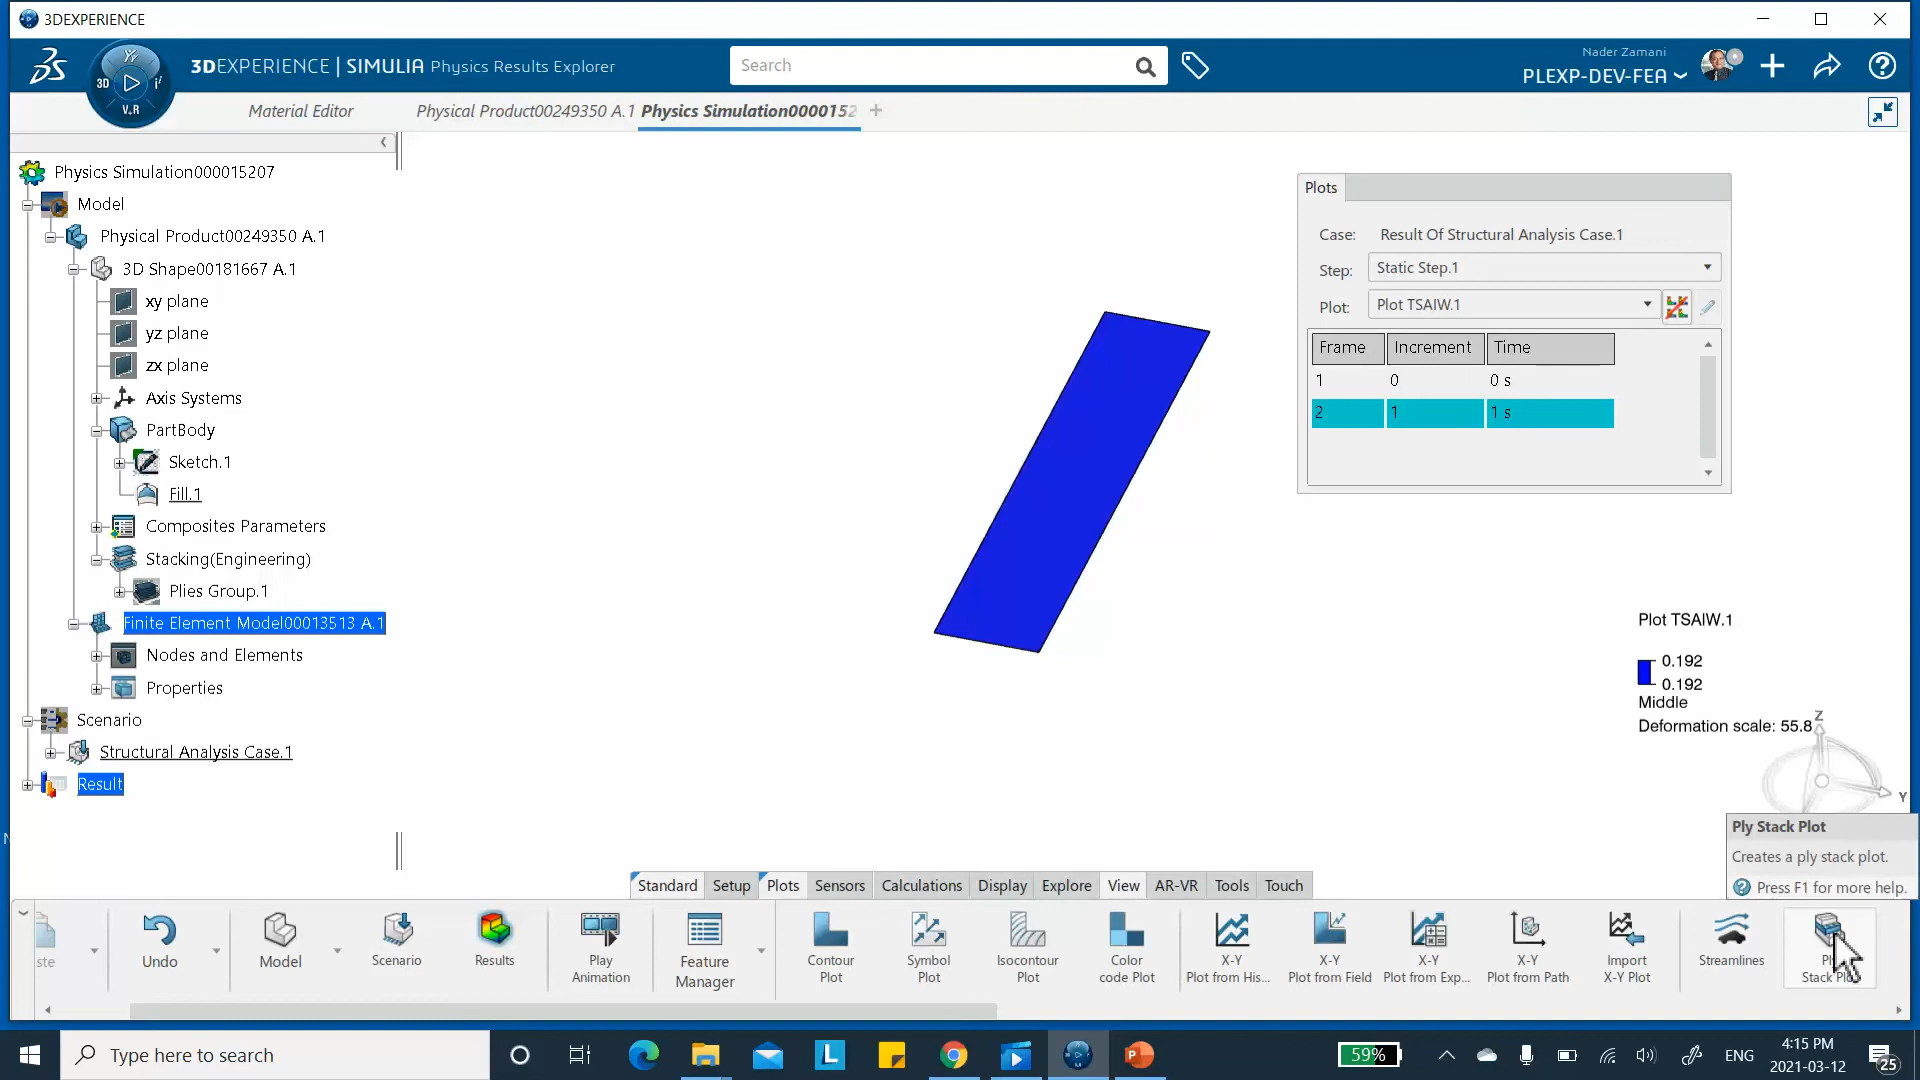 3DEXPERIENCE
3DEXPERIENCE | SIMULIA Physics Results Explorer
Search
Nader Zamani
PLEXP-DEV-FEA
3D
V.R
Material Editor
Physical Product00249350 A.1
Physics Simulation0000152
Physics Simulation000015207
Model
Physical Product00249350 A.1
3D Shape00181667 A.1
xy plane
yz plane
zx plane
Axis Systems
PartBody
Sketch.1
Fill.1
Composites Parameters
Stacking(Engineering)
Plies Group.1
Finite Element Model00013513 A.1
Nodes and Elements
Properties
Scenario
Structural Analysis Case.1
Result
Plots
Case: Result Of Structural Analysis Case.1
Step: Static Step.1
Plot: Plot TSAIW.1
Frame Increment Time
1 0 0 s
2 1 1 s
Plot TSAIW.1
0.192
0.192
Middle
Deformation scale: 55.8
Z
Y
Ply Stack Plot
Creates a ply stack plot.
Press F1 for more help.
Standard Setup Plots Sensors Calculations Display Explore View AR-VR Tools Touch
ste
Undo
Model
Scenario
Results
Play
Animation
Feature
Manager
Contour
Plot
Symbol
Plot
Isocontour
Plot
Color
code Plot
X-Y
Plot from His...
X-Y
Plot from Field
X-Y
Plot from Exp...
X-Y
Plot from Path
Import
X-Y Plot
Streamlines
Stack
Type here to search
59%
ENG
4:15 PM
2021-03-12
25